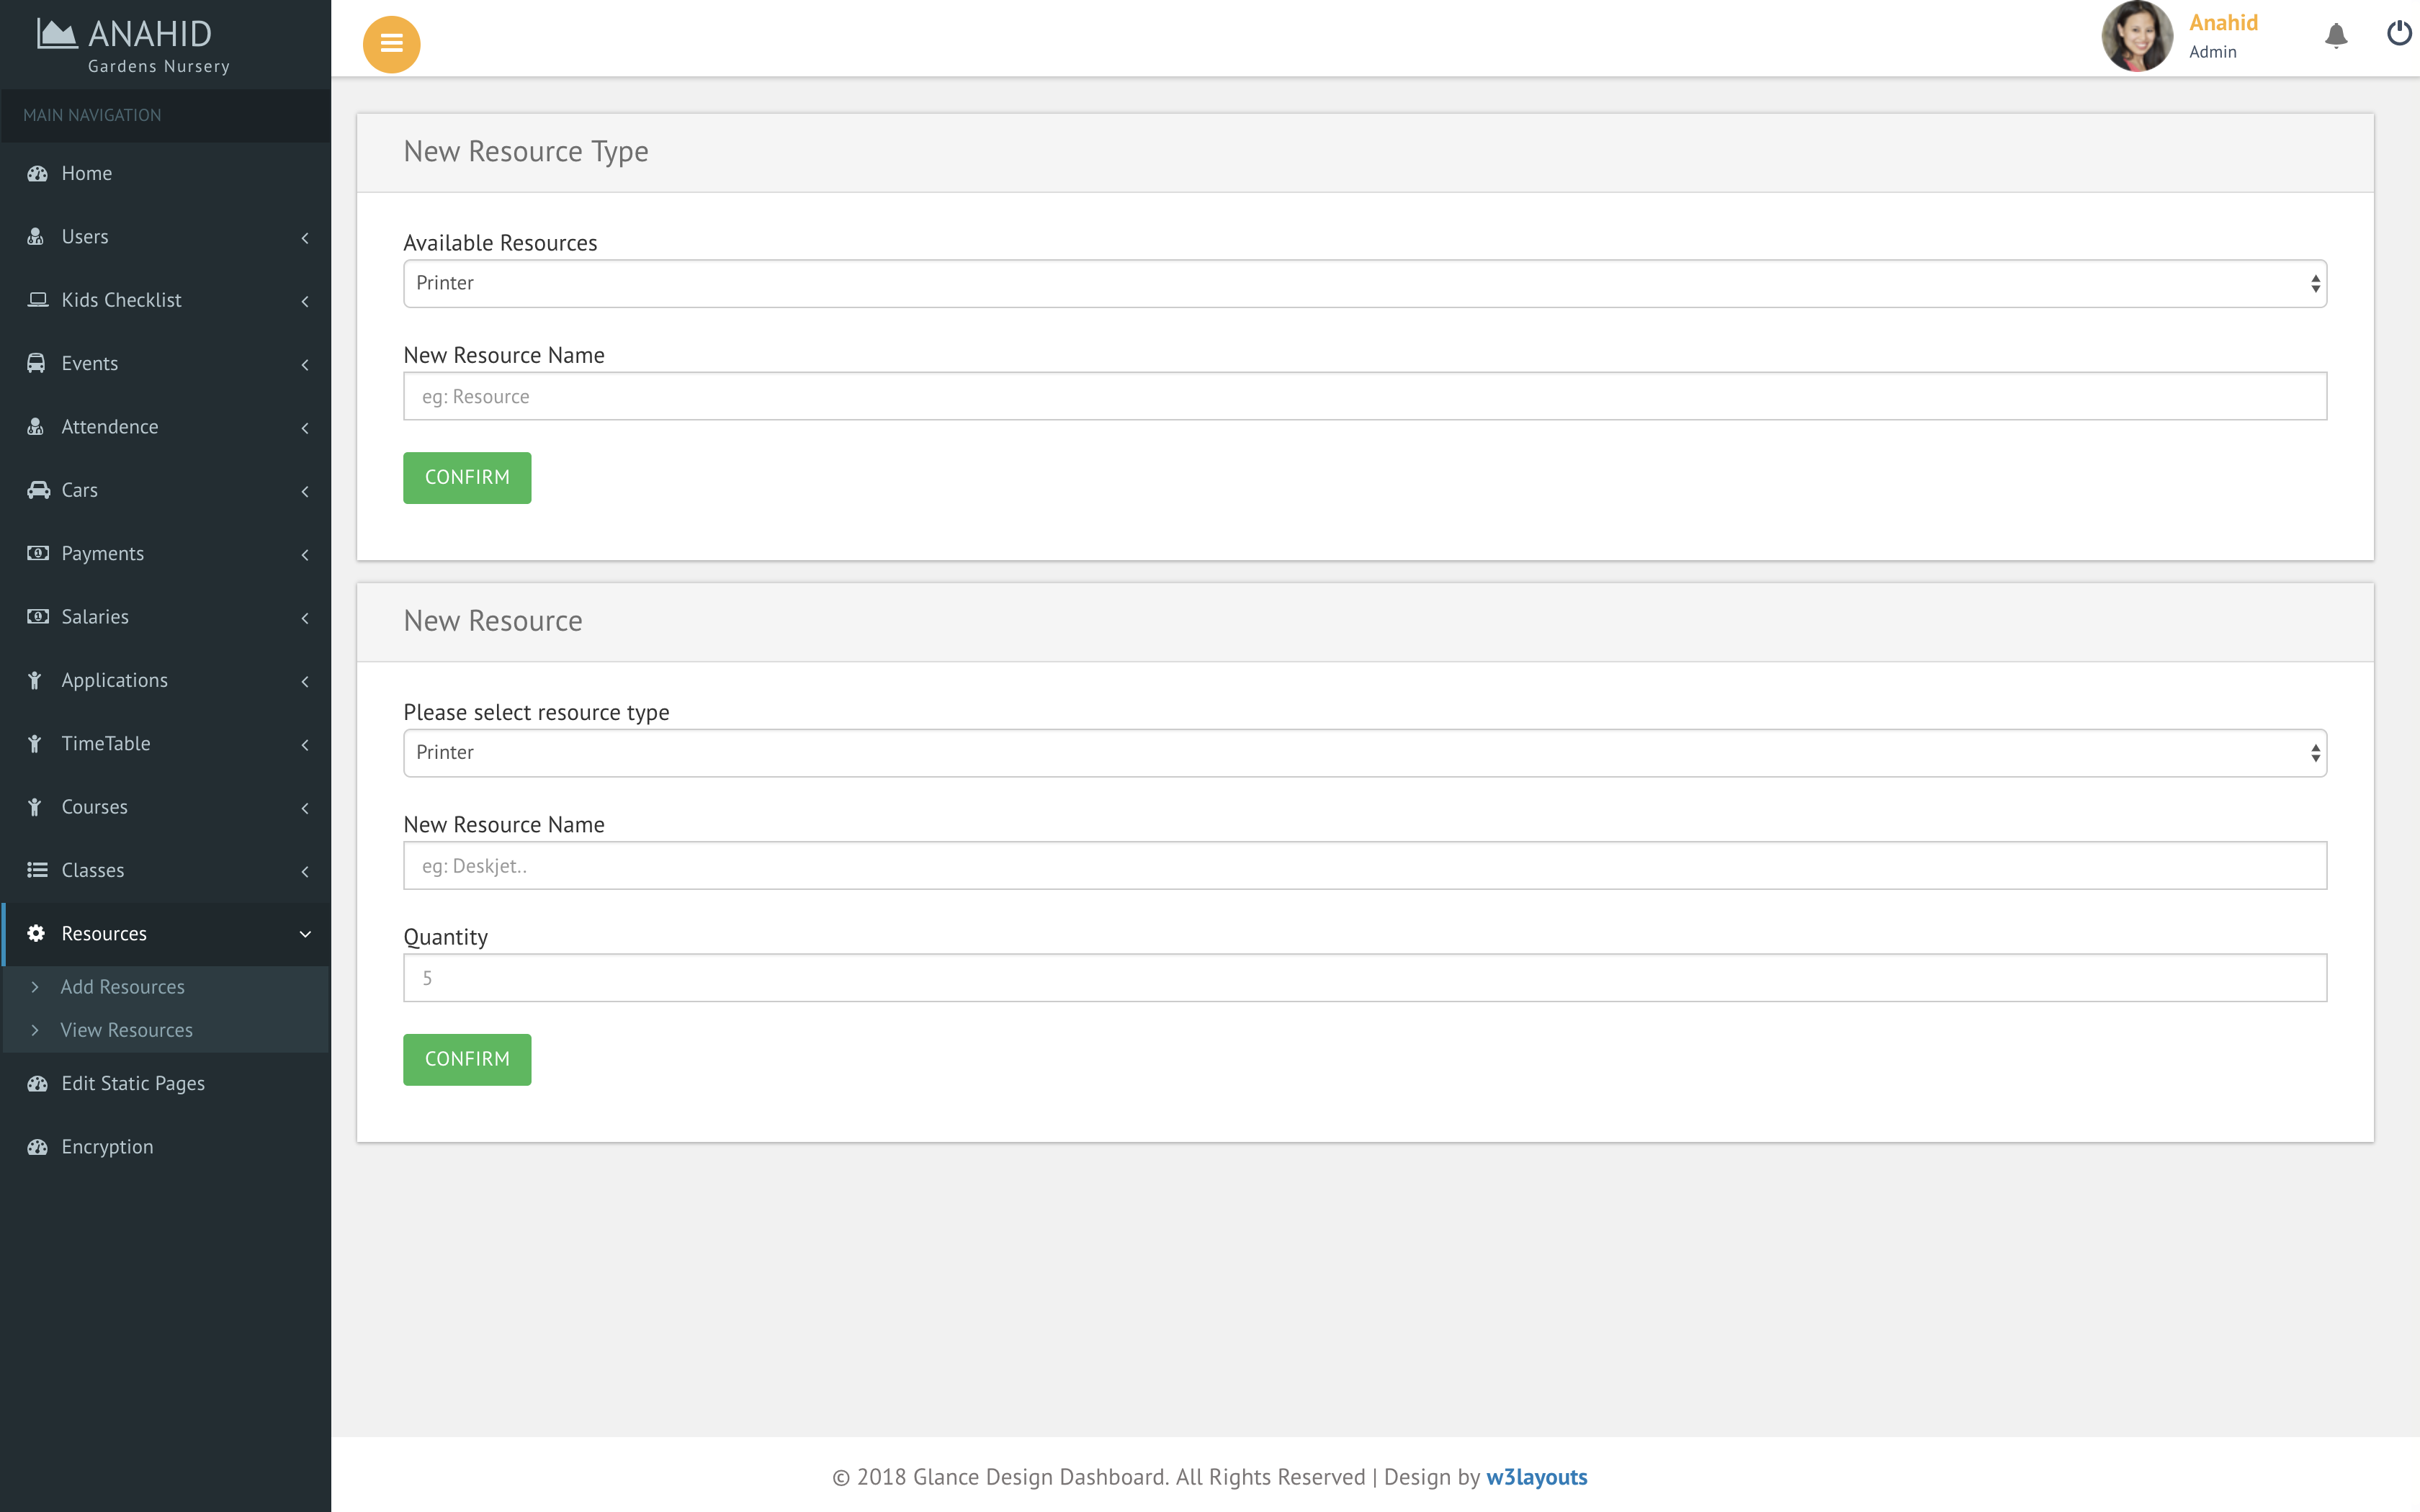 ANAHID
Gardens Nursery
MAIN NAVIGATION
Home
Users
Kids Checklist
Events
Attendence
Cars
Payments
Salaries
Applications
TimeTable
Courses
Classes
Resources
Add Resources
View Resources
Edit Static Pages
Encryption
Anahid
Admin
New Resource Type
Available Resources
Printer
New Resource Name
eg: Resource
CONFIRM
New Resource
Please select resource type
Printer
New Resource Name
eg: Deskjet..
Quantity
5
CONFIRM
© 2018 Glance Design Dashboard. All Rights Reserved | Design by w3layouts